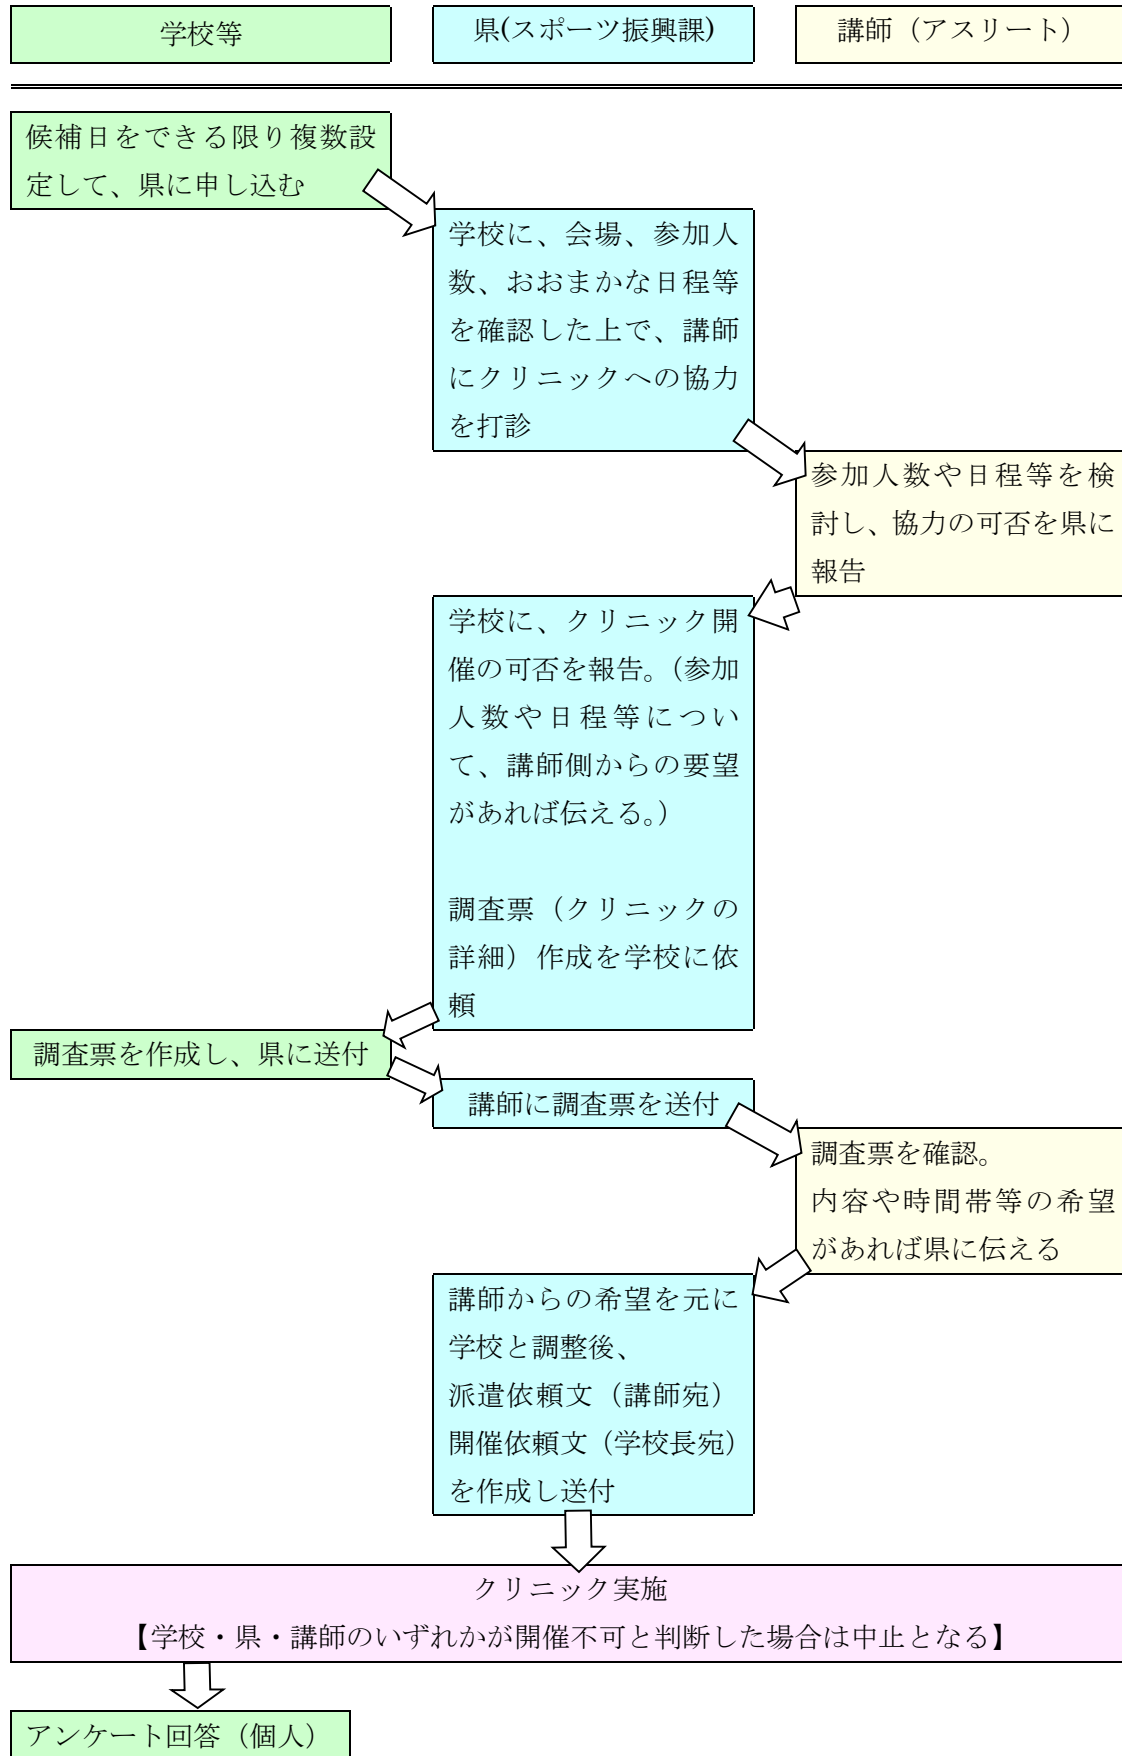 学校等
県(スポーツ振興課)
講師（アスリート）
候補日をできる限り複数設
定して、県に申し込む
学校に、会場、参加人
数、おおまかな日程等
を確認した上で、講師
にクリニックへの協力
を打診
参加人数や日程等を検
討し、協力の可否を県に
報告
学校に、クリニック開
催の可否を報告。（参加
人数や日程等につい
て、講師側からの要望
があれば伝える。）
調査票（クリニックの
詳細）作成を学校に依
頼
調査票を作成し、県に送付
講師に調査票を送付
調査票を確認。
内容や時間帯等の希望
があれば県に伝える
講師からの希望を元に
学校と調整後、
派遣依頼文（講師宛）
開催依頼文（学校長宛）
を作成し送付
クリニック実施
【学校・県・講師のいずれかが開催不可と判断した場合は中止となる】
アンケート回答（個人）